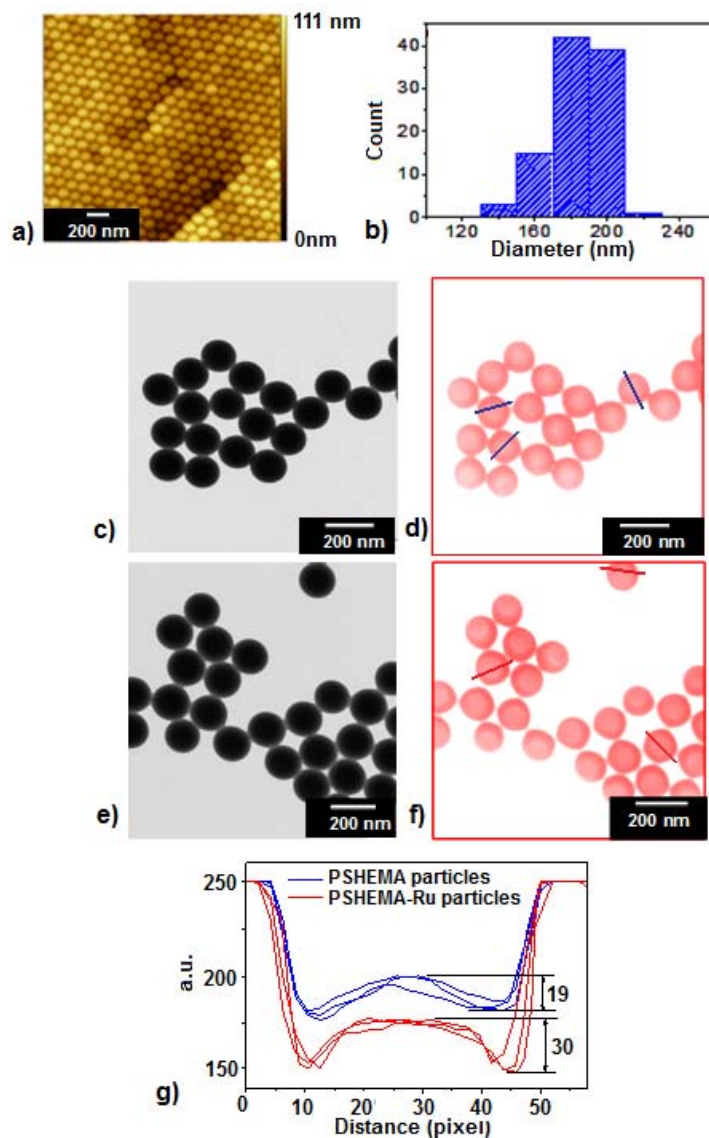 111 nm
200 nm
a)
0nm
40
30
20
10
0
Count
120 160 200 240
Diameter (nm)
b)
c)
200 nm
d)
200 nm
e)
200 nm
f)
200 nm
250
200
150
a.u.
PSHEMA particles
PSHEMA-Ru particles
19
30
g)
0 10 20 30 40 50
Distance (pixel)